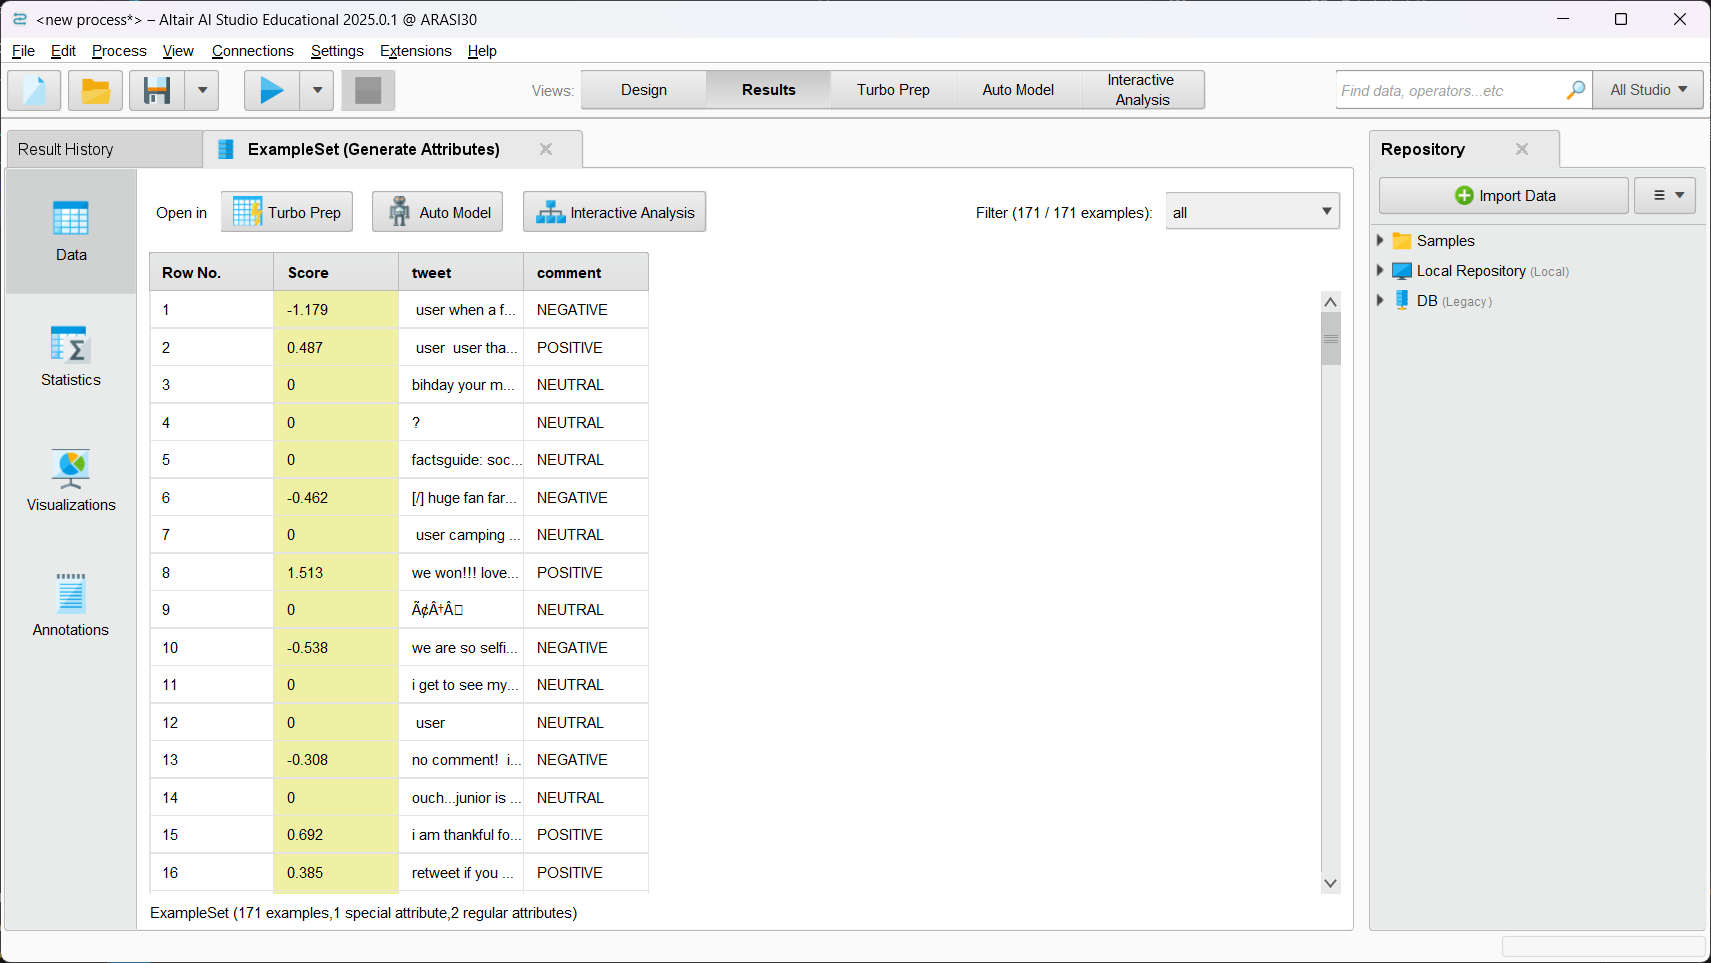 <new process*> – Altair AI Studio Educational 2025.0.1 @ ARASI30
File Edit Process View Connections Settings Extensions Help
Views: Design Results Turbo Prep Auto Model Interactive Analysis
Find data, operators...etc All Studio
Result History ExampleSet (Generate Attributes)
Repository
Data
Statistics
Visualizations
Annotations
Open in Turbo Prep Auto Model Interactive Analysis Filter (171 / 171 examples): all
Row No. Score tweet comment
1 -1.179 user when a f... NEGATIVE
2 0.487 user  user tha... POSITIVE
3 0 bihday your m... NEUTRAL
4 0 ? NEUTRAL
5 0 factsguide: soc... NEUTRAL
6 -0.462 [/] huge fan far... NEGATIVE
7 0 user camping ... NEUTRAL
8 1.513 we won!!! love... POSITIVE
9 0 Ã¢Â†Â□ NEUTRAL
10 -0.538 we are so selfi... NEGATIVE
11 0 i get to see my... NEUTRAL
12 0 user NEUTRAL
13 -0.308 no comment!  i... NEGATIVE
14 0 ouch...junior is ... NEUTRAL
15 0.692 i am thankful fo... POSITIVE
16 0.385 retweet if you ... POSITIVE
ExampleSet (171 examples,1 special attribute,2 regular attributes)
Import Data
Samples
Local Repository (Local)
DB (Legacy)